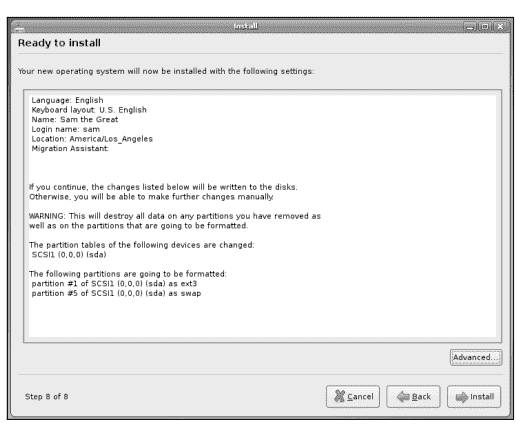 Install
Ready to install
Your new operating system will now be installed with the following settings:
Language: English
Keyboard layout: U.S. English
Name: Sam the Great
Login name: sam
Location: America/Los_Angeles
Migration Assistant:
If you continue, the changes listed below will be written to the disks.
Otherwise, you will be able to make further changes manually.
WARNING: This will destroy all data on any partitions you have removed as
well as on the partitions that are going to be formatted.
The partition tables of the following devices are changed:
SCSI1 (0,0,0) (sda)
The following partitions are going to be formatted:
partition #1 of SCSI1 (0,0,0) (sda) as ext3
partition #5 of SCSI1 (0,0,0) (sda) as swap
Advanced...
Step 8 of 8
Cancel
Back
Install